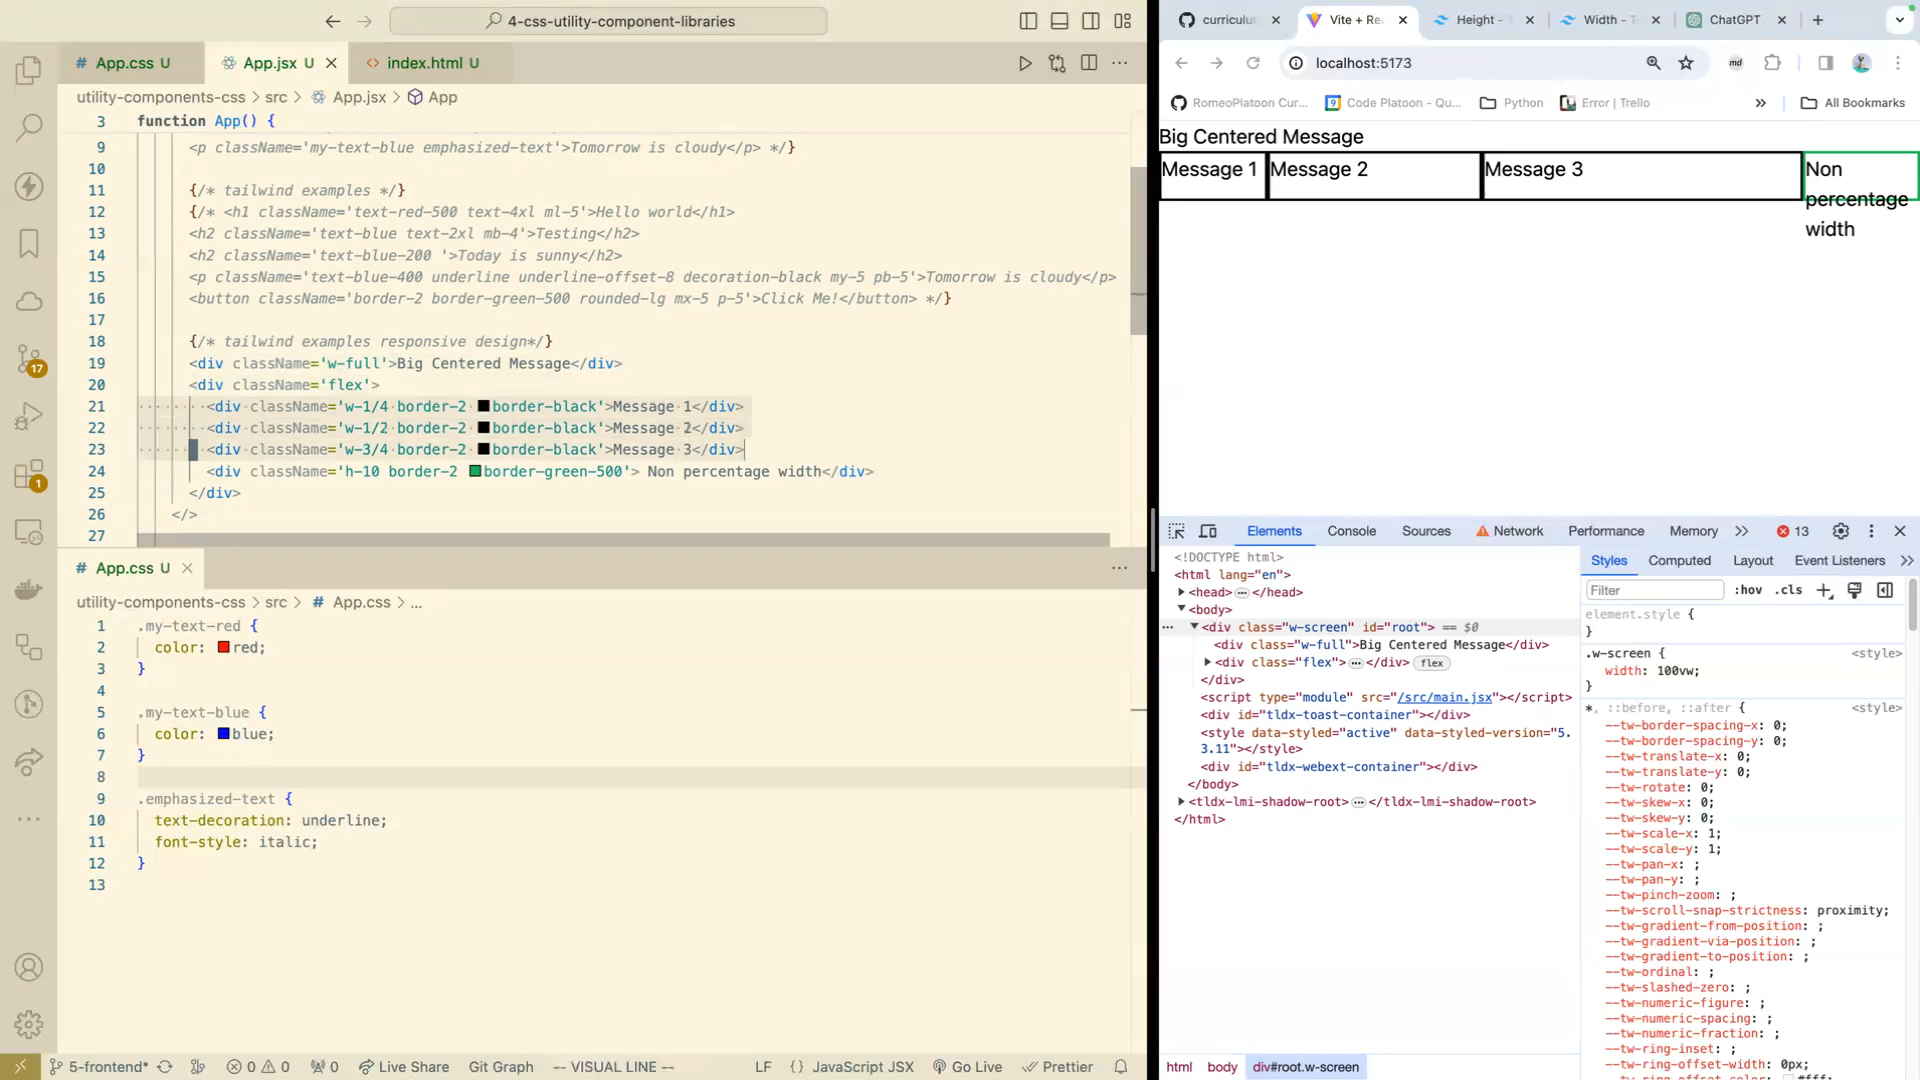 4-css-utility-component-libraries
App.css U
App.jsx U
index.html U
utility-components-css > src > App.jsx > App
3 function App() {
9 <p className='my-text-blue emphasized-text'>Tomorrow is cloudy</p> */}
10
11 {/* tailwind examples */}
12 {/* <h1 className='text-red-500 text-4xl ml-5'>Hello world</h1>
13 <h2 className='text-blue text-2xl mb-4'>Testing</h2>
14 <h2 className='text-blue-200 '>Today is sunny</h2>
15 <p className='text-blue-400 underline underline-offset-8 decoration-black my-5 pb-5'>Tomorrow is cloudy</p>
16 <button className='border-2 border-green-500 rounded-lg mx-5 p-5'>Click Me!</button> */}
17
18 {/* tailwind examples responsive design*/}
19 <div className='w-full'>Big Centered Message</div>
20 <div className='flex'>
21 <div className='w-1/4 border-2 border-black'>Message 1</div>
22 <div className='w-1/2 border-2 border-black'>Message 2</div>
23 <div className='w-3/4 border-2 border-black'>Message 3</div>
24 <div className='h-10 border-2 border-green-500'> Non percentage width</div>
25 </div>
26 </>
27
17
1
App.css U
utility-components-css > src > App.css > ...
1 .my-text-red {
2 color: red;
3 }
4
5 .my-text-blue {
6 color: blue;
7 }
8
9 .emphasized-text {
10 text-decoration: underline;
11 font-style: italic;
12 }
13
5-frontend* 0 0 0 Live Share Git Graph -- VISUAL LINE -- LF {} JavaScript JSX Go Live Prettier
Vite + Re
Height -
Width - T
ChatGPT
localhost:5173
md
RomeoPlatoon Cur...
Code Platoon - Qu...
Python
Error | Trello
All Bookmarks
Big Centered Message
Message 1
Message 2
Message 3
Non
percentage
width
Elements Console Sources Network Performance Memory 13
<!DOCTYPE html>
<html lang="en">
<head> </head>
<body>
<div class="w-screen" id="root"> == $0
<div class="w-full">Big Centered Message</div>
<div class="flex"> </div> flex
</div>
<script type="module" src="/src/main.jsx"></script>
<div id="tldx-toast-container"></div>
<style data-styled="active" data-styled-version="5.
3.11"></style>
<div id="tldx-webext-container"></div>
</body>
<tldx-lmi-shadow-root> </tldx-lmi-shadow-root>
</html>
html body div#root.w-screen
Styles Computed Layout Event Listeners
Filter :hov .cls
element.style {
}
.w-screen { <style>
width: 100vw;
}
*, ::before, ::after { <style>
--tw-border-spacing-x: 0;
--tw-border-spacing-y: 0;
--tw-translate-x: 0;
--tw-translate-y: 0;
--tw-rotate: 0;
--tw-skew-x: 0;
--tw-skew-y: 0;
--tw-scale-x: 1;
--tw-scale-y: 1;
--tw-pan-x: ;
--tw-pan-y: ;
--tw-pinch-zoom: ;
--tw-scroll-snap-strictness: proximity;
--tw-gradient-from-position: ;
--tw-gradient-via-position: ;
--tw-gradient-to-position: ;
--tw-ordinal: ;
--tw-slashed-zero: ;
--tw-numeric-figure: ;
--tw-numeric-spacing: ;
--tw-numeric-fraction: ;
--tw-ring-inset: ;
--tw-ring-offset-width: 0px;